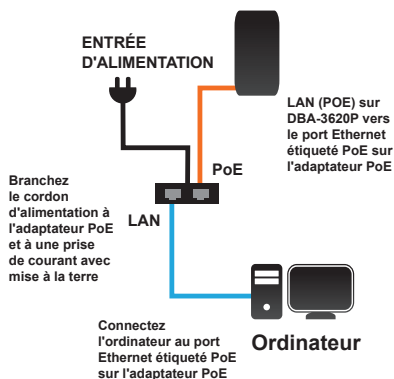 ENTRÉE
D'ALIMENTATION
LAN (POE) sur
DBA-3620P vers
le port Ethernet
étiqueté PoE sur
l'adaptateur PoE
PoE
LAN
Branchez
le cordon
d'alimentation à
l'adaptateur PoE
et à une prise
de courant avec
mise à la terre
Connectez
l'ordinateur au port
Ethernet étiqueté PoE
sur l'adaptateur PoE
Ordinateur